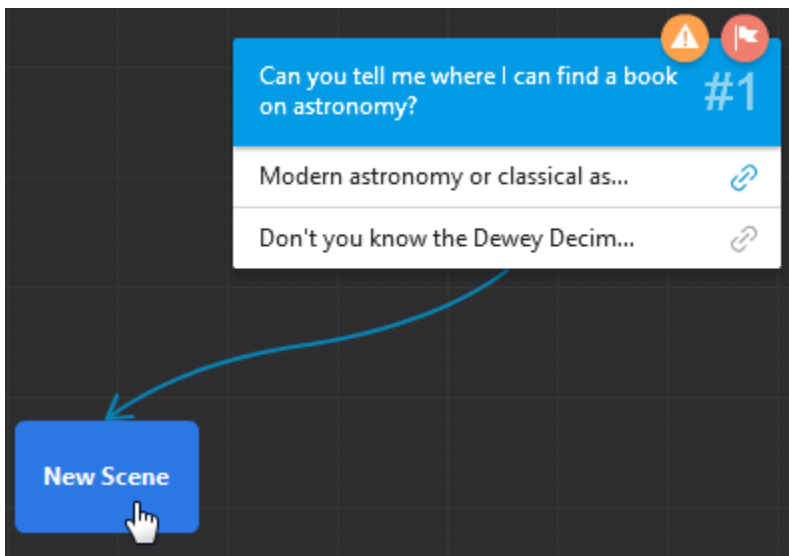 Can you tell me where I can find a book
on astronomy?
#1
Modern astronomy or classical as...
Don't you know the Dewey Decim...
New Scene